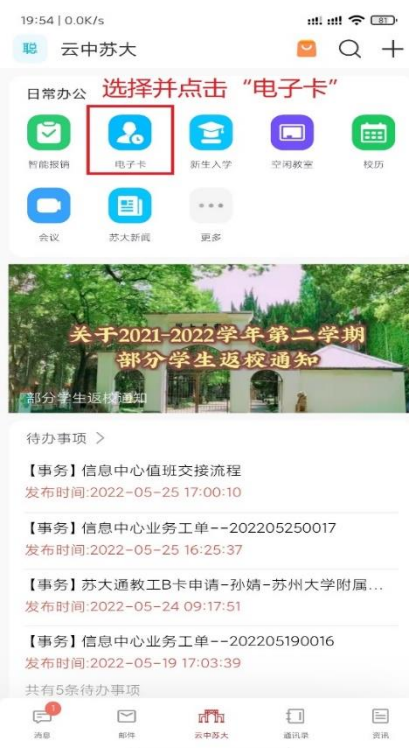 19:54 | 0.0K/s
81
聪 云中苏大
日常办公
选择并点击“电子卡”
智能报销 电子卡 新生入学 空闲教室 校历
会议 苏大新闻 更多
关于2021-2022学年第二学期
部分学生返校通知
部分学生返校通知
待办事项 >
【事务】信息中心值班交接流程
发布时间:2022-05-25 17:00:10
【事务】信息中心业务工单--202205250017
发布时间:2022-05-25 16:25:37
【事务】苏大通教工B卡申请-孙婧-苏州大学附属...
发布时间:2022-05-24 09:17:51
【事务】信息中心业务工单--202205190016
发布时间:2022-05-19 17:03:39
共有5条待办事项
1
消息 邮件 云中苏大 通讯录 资讯